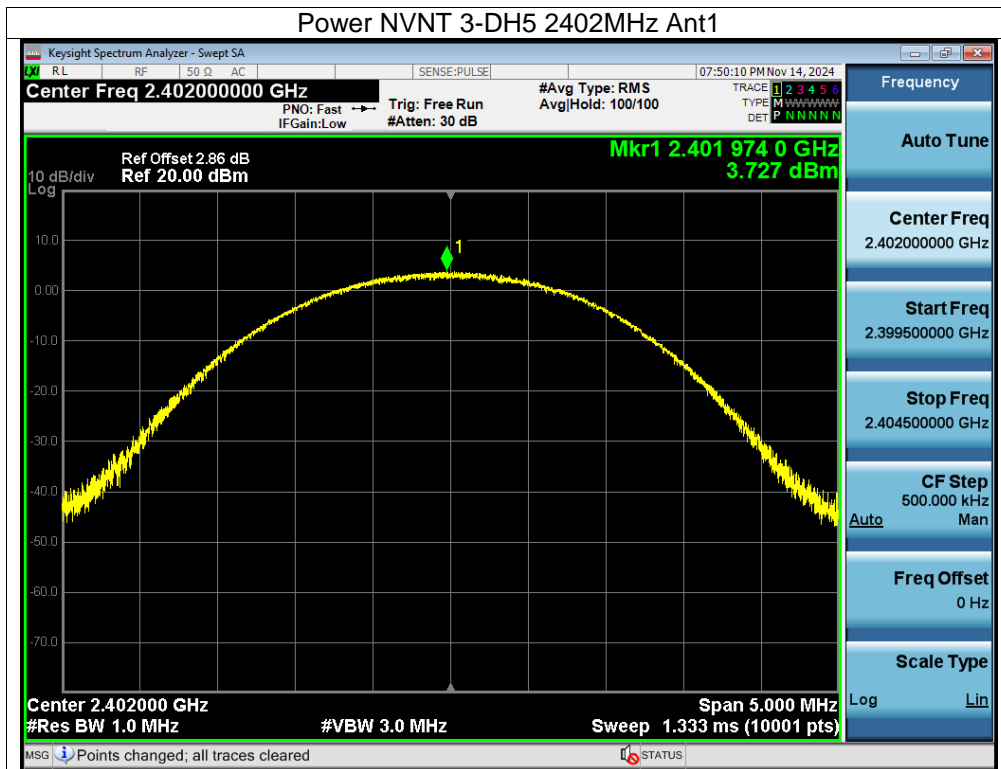 Power NVNT 3-DH5 2402MHz Ant1
Keysight Spectrum Analyzer - Swept SA
LXI RL RF 50 Ω AC SENSE:PULSE 07:50:10 PM Nov 14, 2024
Center Freq 2.402000000 GHz
PNO: Fast
IFGain:Low
Trig: Free Run
#Atten: 30 dB
#Avg Type: RMS
Avg|Hold: 100/100
TRACE 1 2 3 4 5 6
TYPE M WWWWW
DET P N N N N N
Mkr1 2.401 974 0 GHz
3.727 dBm
Ref Offset 2.86 dB
10 dB/div Ref 20.00 dBm
Log
10.0
0.00
-10.0
-20.0
-30.0
-40.0
-50.0
-60.0
-70.0
1
Center 2.402000 GHz Span 5.000 MHz
#Res BW 1.0 MHz #VBW 3.0 MHz Sweep 1.333 ms (10001 pts)
MSG Points changed; all traces cleared STATUS
Frequency
Auto Tune
Center Freq
2.402000000 GHz
Start Freq
2.399500000 GHz
Stop Freq
2.404500000 GHz
CF Step
500.000 kHz
Auto Man
Freq Offset
0 Hz
Scale Type
Log Lin